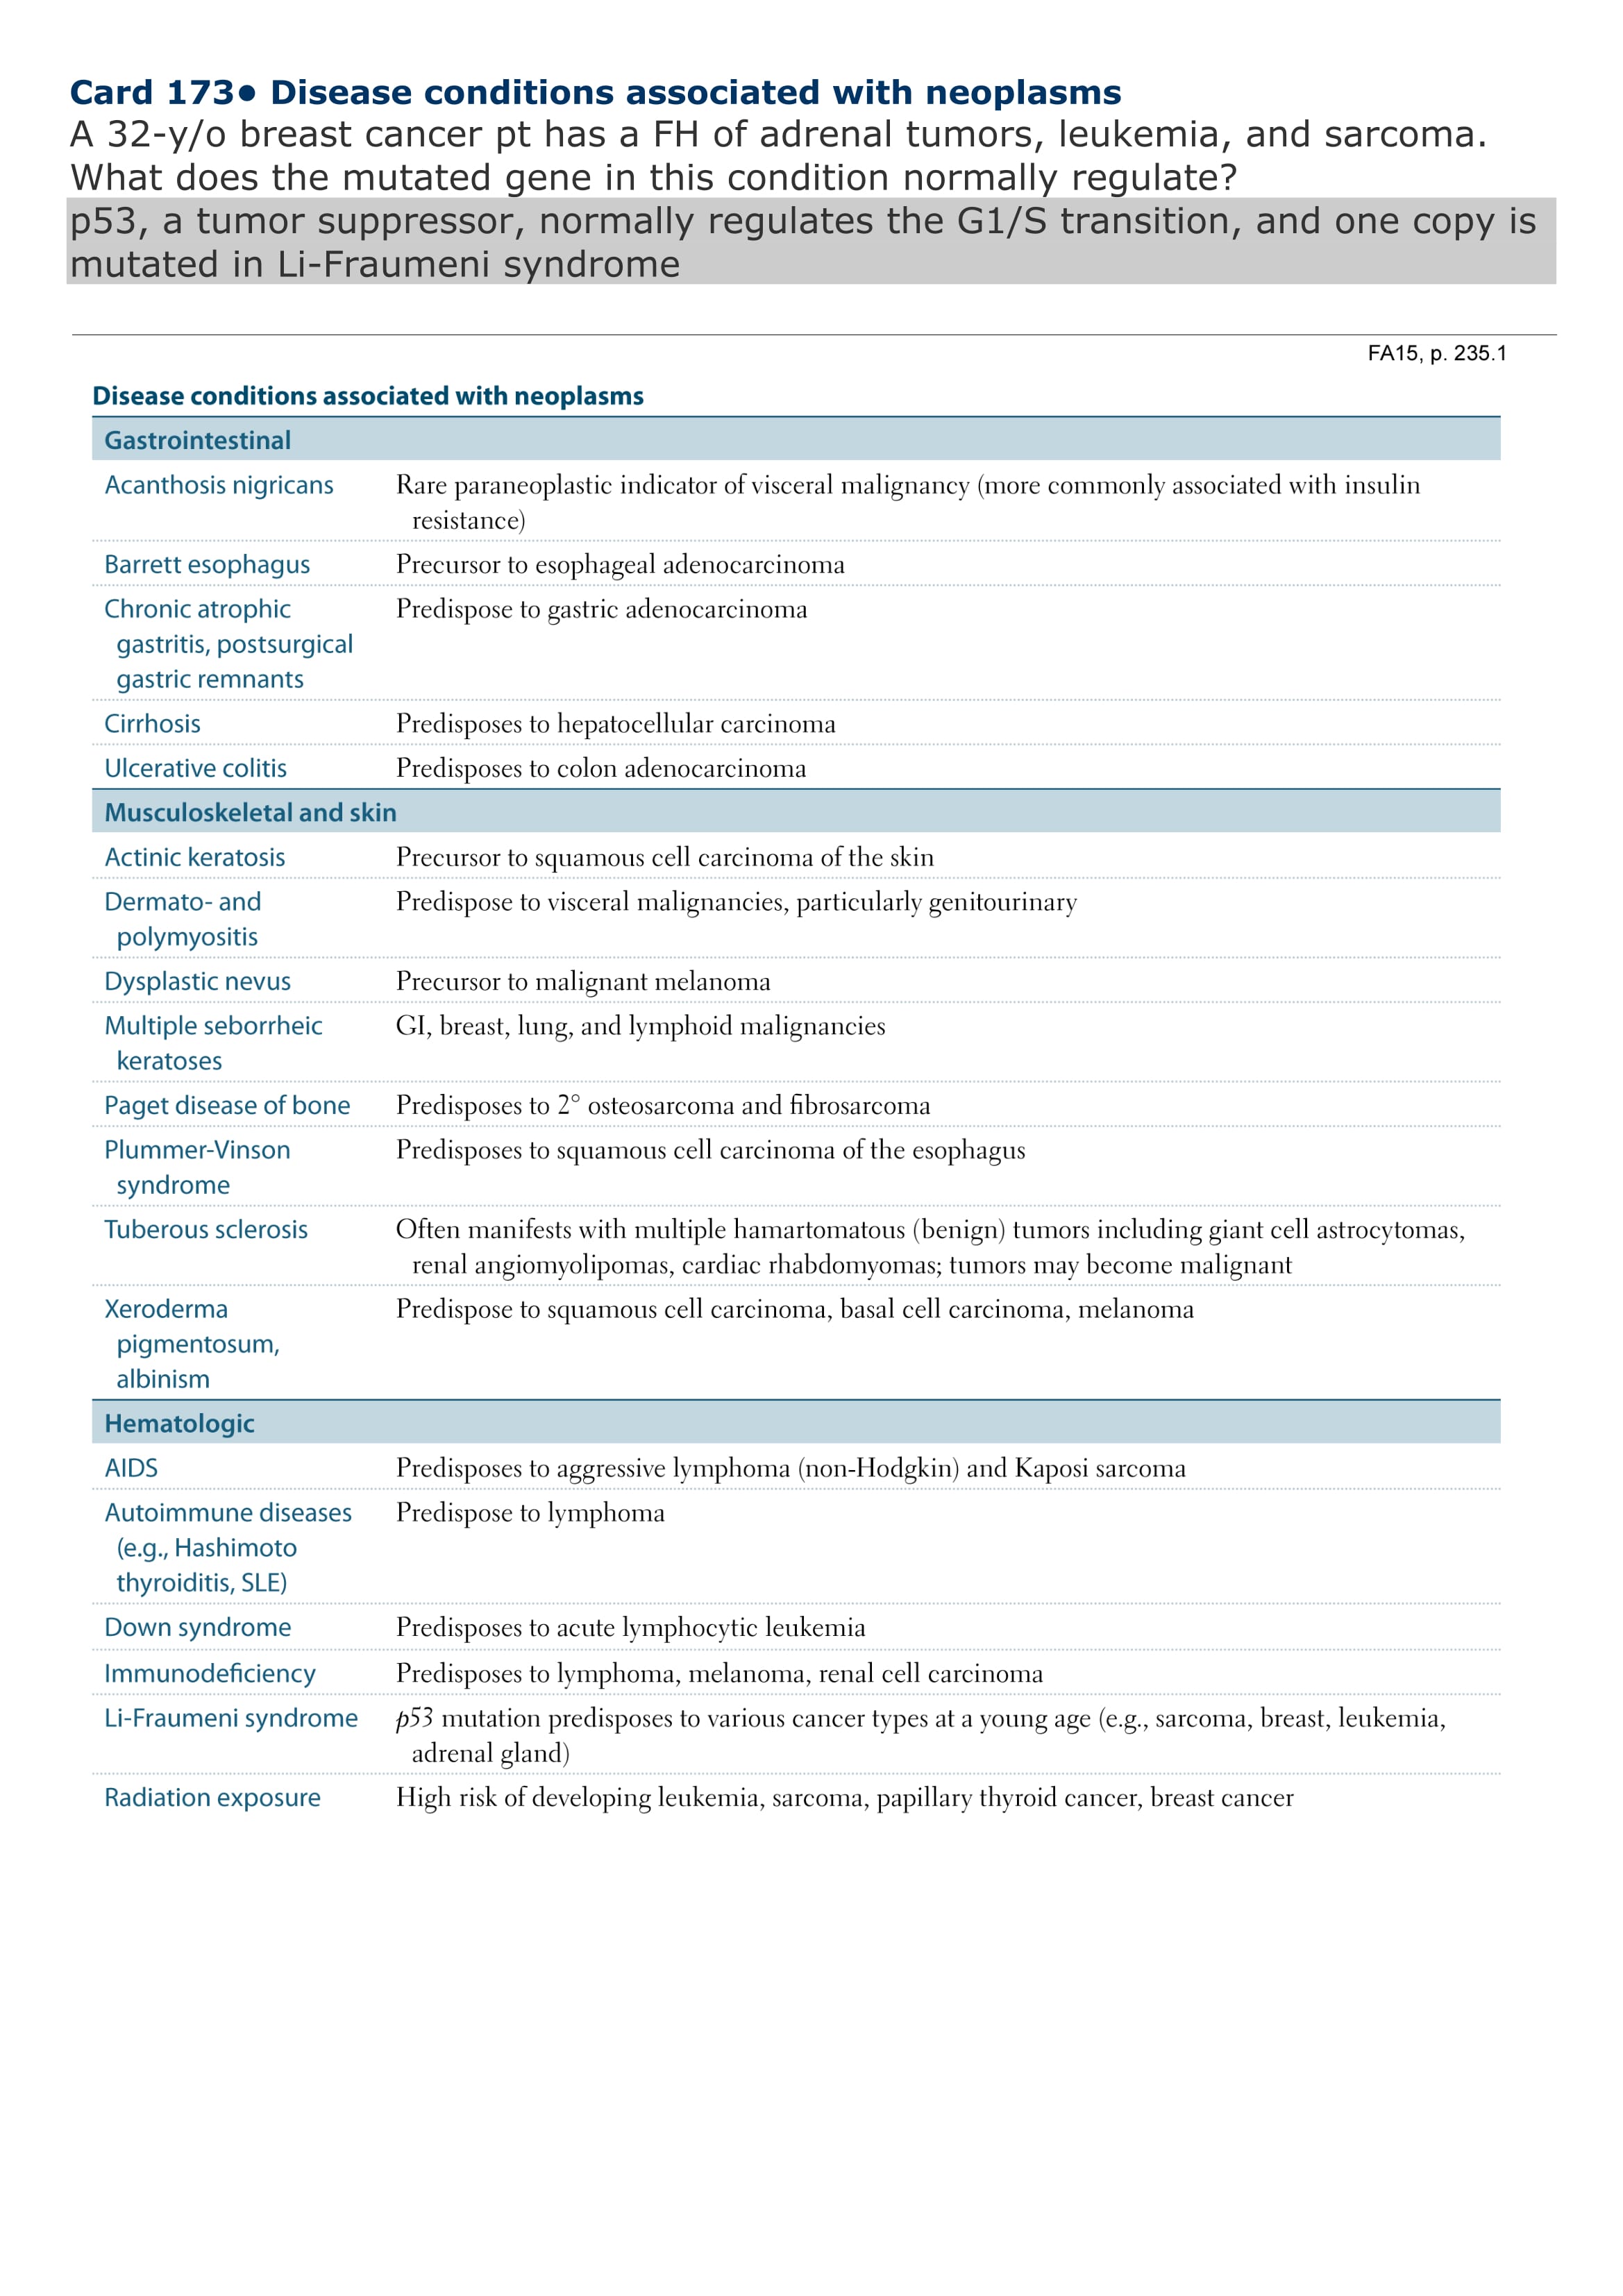 Card 173● Disease conditions associated with neoplasms
A 32-y/o breast cancer pt has a FH of adrenal tumors, leukemia, and sarcoma.
What does the mutated gene in this condition normally regulate?
p53, a tumor suppressor, normally regulates the G1/S transition, and one copy is
mutated in Li-Fraumeni syndrome
FA15, p. 235.1
Disease conditions associated with neoplasms
Gastrointestinal
Acanthosis nigricans Rare paraneoplastic indicator of visceral malignancy (more commonly associated with insulin
resistance)
Barrett esophagus Precursor to esophageal adenocarcinoma
Chronic atrophic Predispose to gastric adenocarcinoma
gastritis, postsurgical
gastric remnants
Cirrhosis Predisposes to hepatocellular carcinoma
Ulcerative colitis Predisposes to colon adenocarcinoma
Musculoskeletal and skin
Actinic keratosis Precursor to squamous cell carcinoma of the skin
Dermato- and Predispose to visceral malignancies, particularly genitourinary
polymyositis
Dysplastic nevus Precursor to malignant melanoma
Multiple seborrheic GI, breast, lung, and lymphoid malignancies
keratoses
Paget disease of bone Predisposes to 2° osteosarcoma and fibrosarcoma
Plummer-Vinson Predisposes to squamous cell carcinoma of the esophagus
syndrome
Tuberous sclerosis Often manifests with multiple hamartomatous (benign) tumors including giant cell astrocytomas,
renal angiomyolipomas, cardiac rhabdomyomas; tumors may become malignant
Xeroderma Predispose to squamous cell carcinoma, basal cell carcinoma, melanoma
pigmentosum,
albinism
Hematologic
AIDS Predisposes to aggressive lymphoma (non-Hodgkin) and Kaposi sarcoma
Autoimmune diseases Predispose to lymphoma
(e.g., Hashimoto
thyroiditis, SLE)
Down syndrome Predisposes to acute lymphocytic leukemia
Immunodeficiency Predisposes to lymphoma, melanoma, renal cell carcinoma
Li-Fraumeni syndrome p53 mutation predisposes to various cancer types at a young age (e.g., sarcoma, breast, leukemia,
adrenal gland)
Radiation exposure High risk of developing leukemia, sarcoma, papillary thyroid cancer, breast cancer